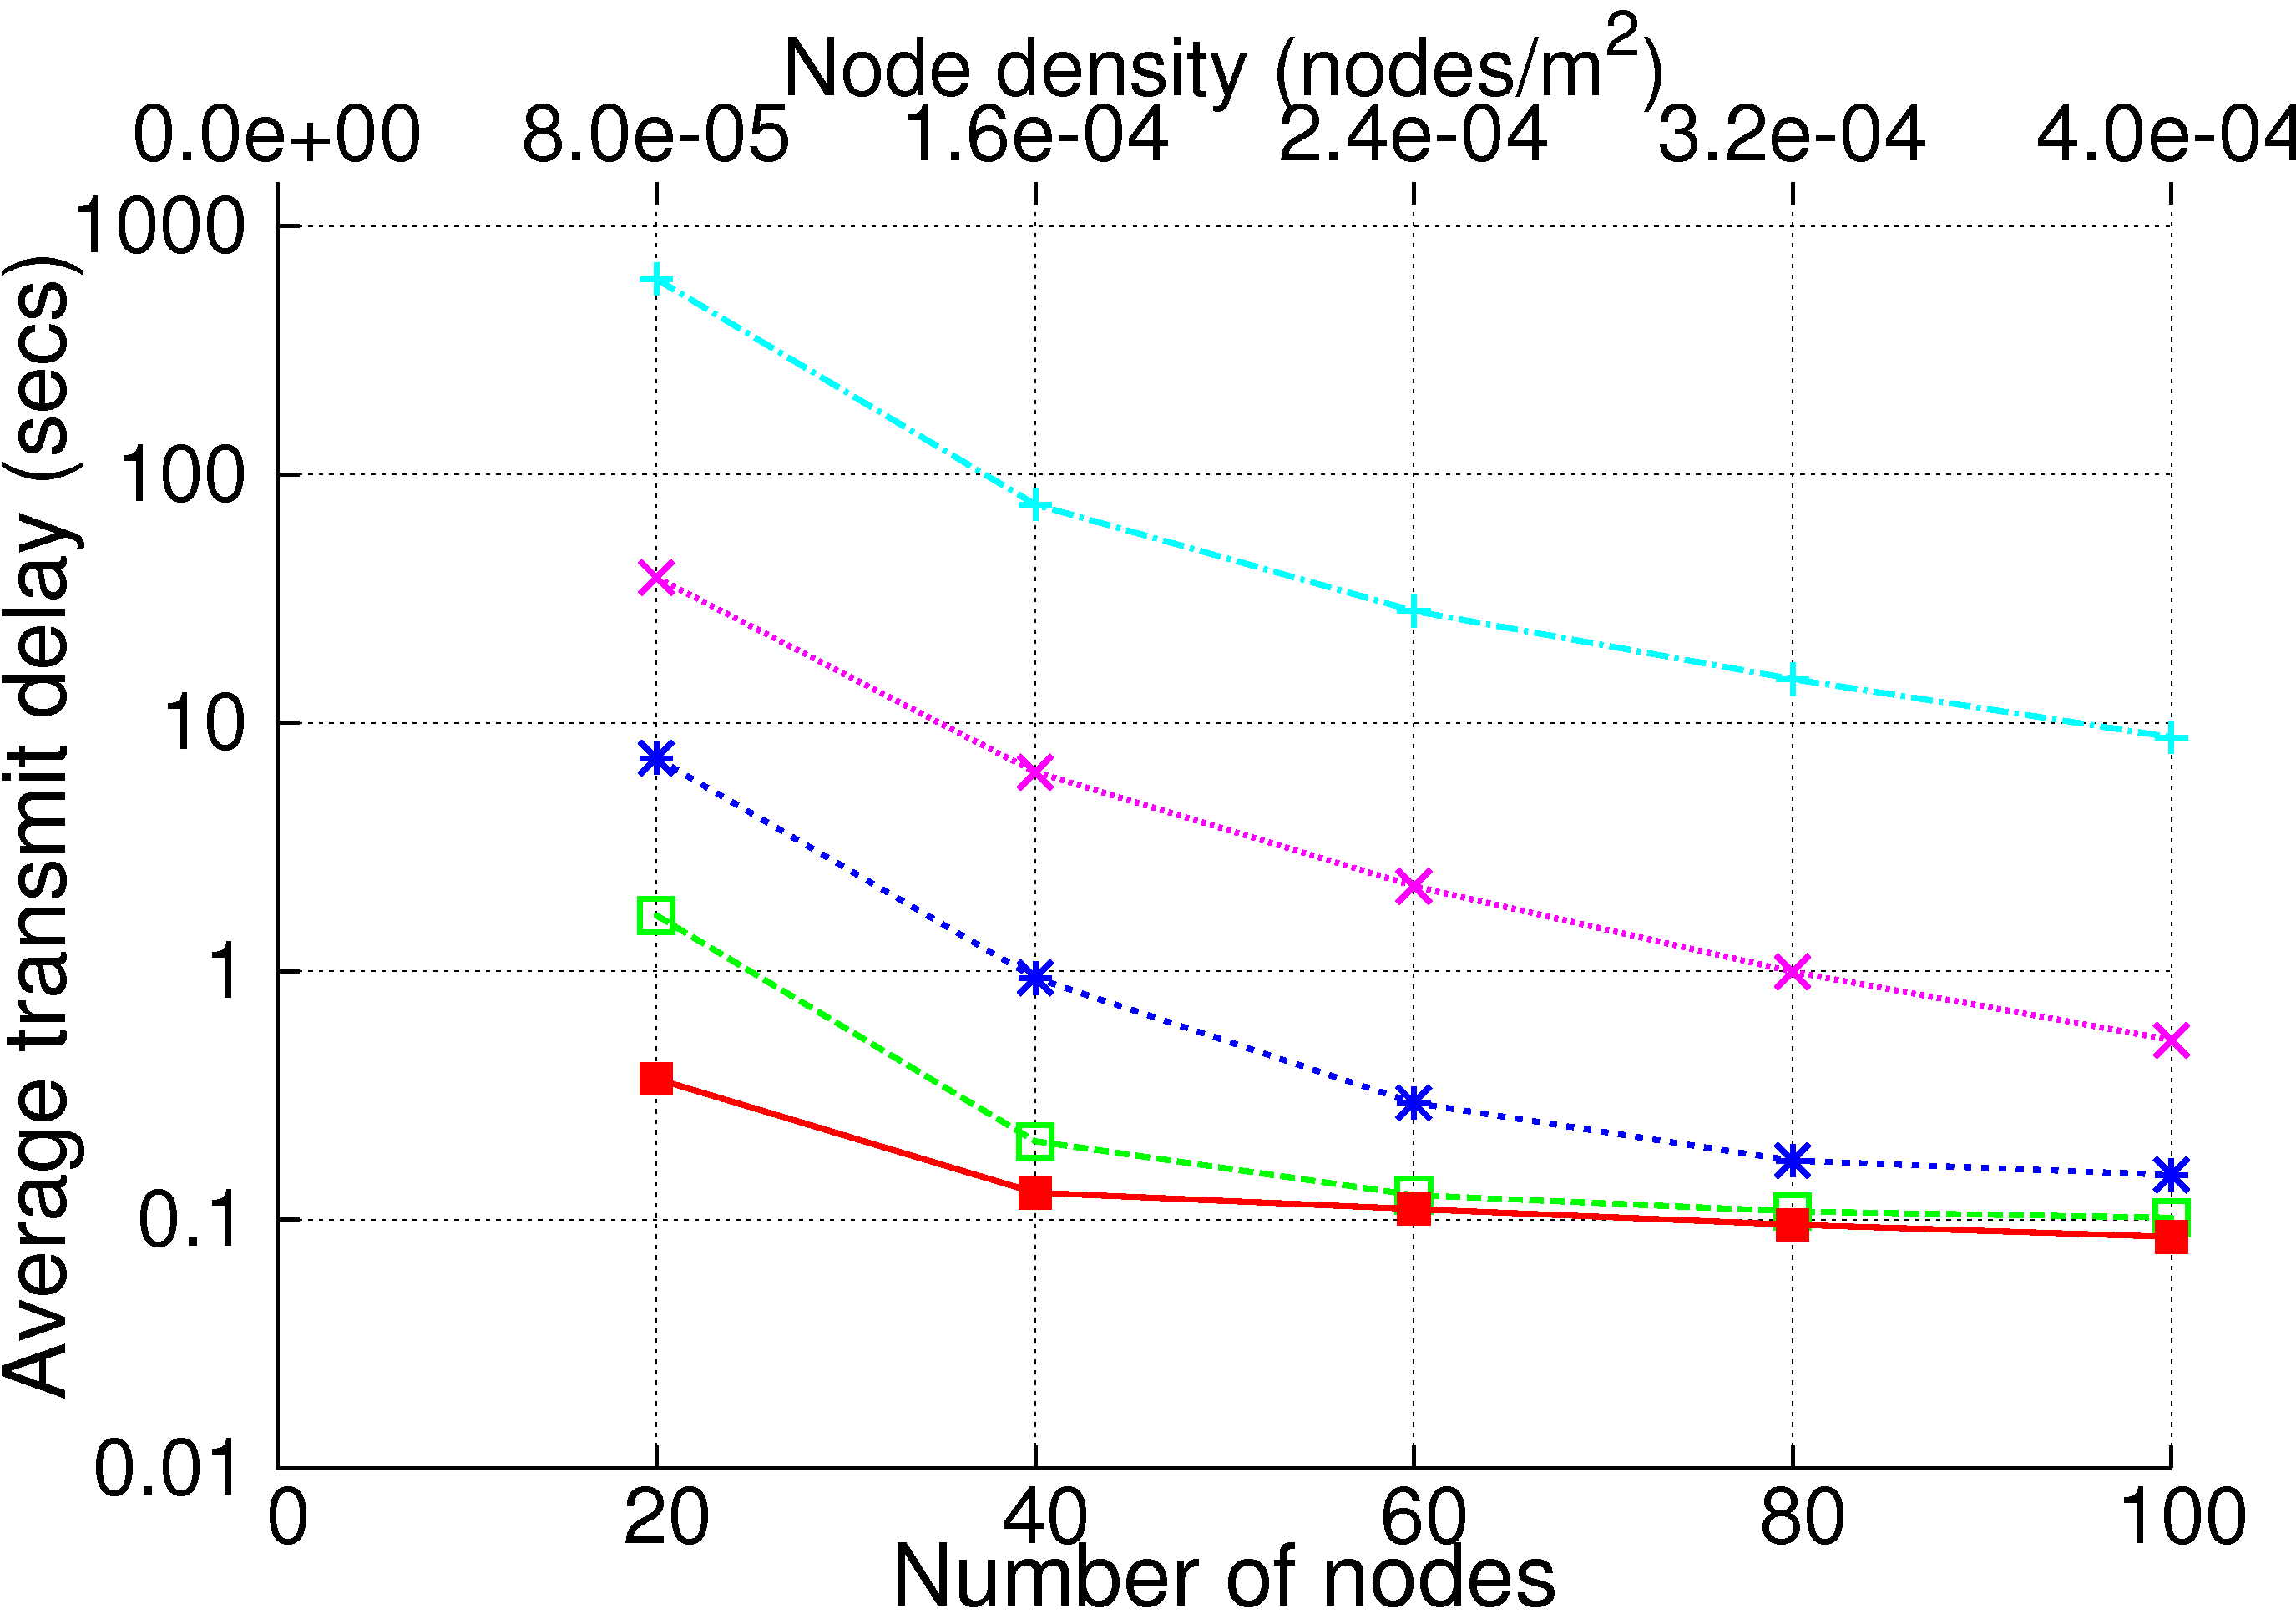 Node density (nodes/m²)
0.0e+00 8.0e-05 1.6e-04 2.4e-04 3.2e-04 4.0e-04
Average transmit delay (secs)
1000
100
10
1
0.1
0.01
0 20 40 60 80 100
Number of nodes